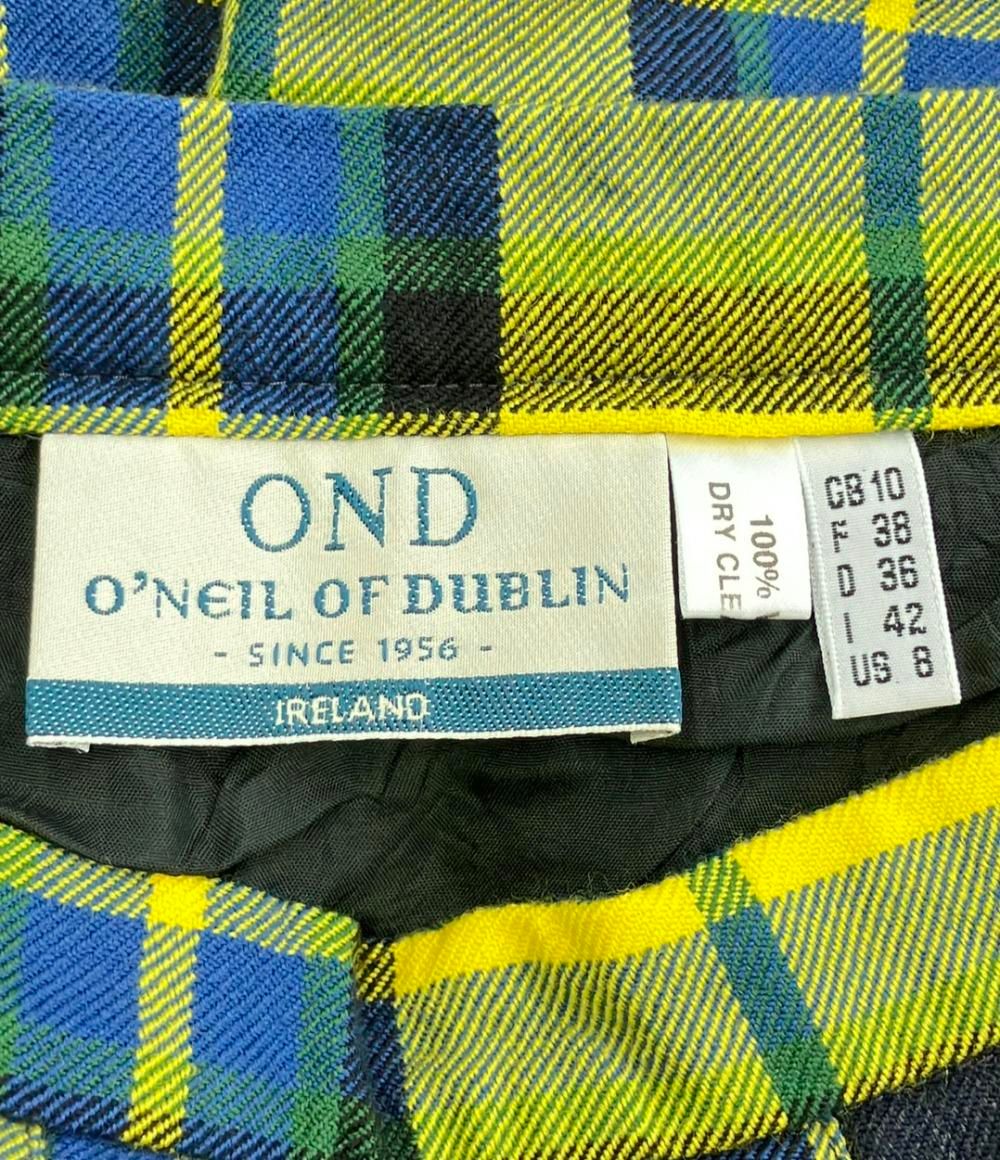 OND
O'NEIL OF DUBLIN
- SINCE 1956 -
IRELAND
100%
DRY CLE
GB 10
F 38
D 36
I 42
US 8